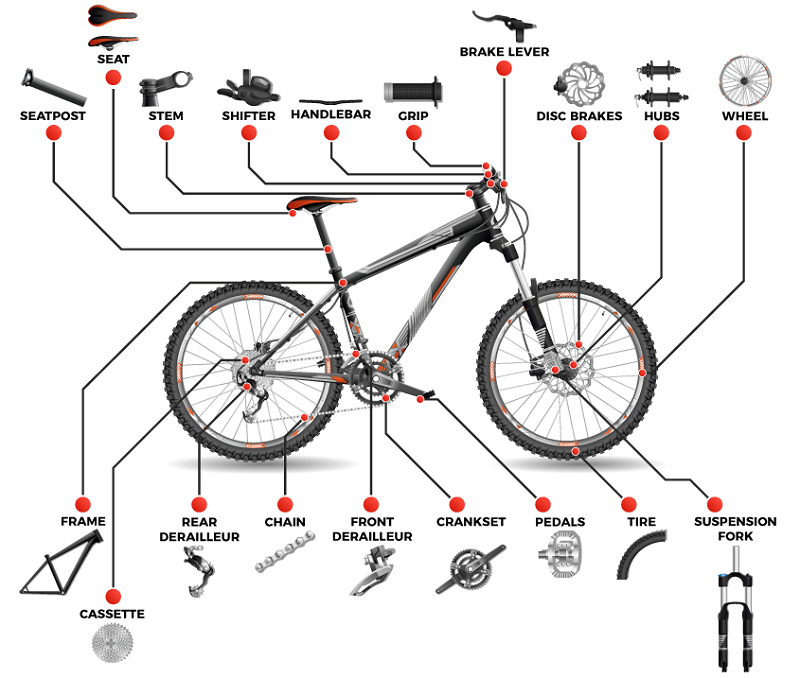 SEAT
BRAKE LEVER
SEATPOST
STEM
SHIFTER
HANDLEBAR
GRIP
DISC BRAKES
HUBS
WHEEL
FRAME
REAR
DERAILLEUR
CHAIN
FRONT
DERAILLEUR
CRANKSET
PEDALS
TIRE
SUSPENSION
FORK
CASSETTE